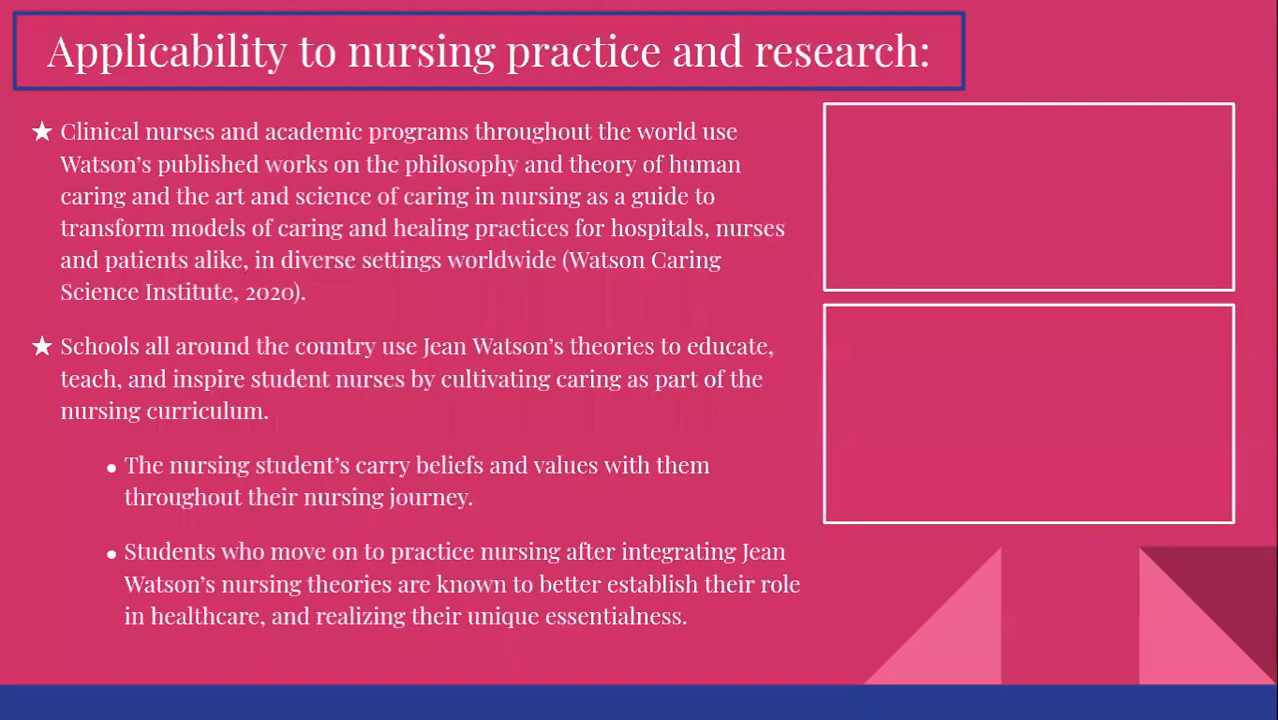 Applicability to nursing practice and research:
★ Clinical nurses and academic programs throughout the world use
Watson's published works on the philosophy and theory of human
caring and the art and science of caring in nursing as a guide to
transform models of caring and healing practices for hospitals, nurses
and patients alike, in diverse settings worldwide (Watson Caring
Science Institute, 2020).
★ Schools all around the country use Jean Watson's theories to educate,
teach, and inspire student nurses by cultivating caring as part of the
nursing curriculum.
• The nursing student's carry beliefs and values with them
throughout their nursing journey.
• Students who move on to practice nursing after integrating Jean
Watson's nursing theories are known to better establish their role
in healthcare, and realizing their unique essentialness.